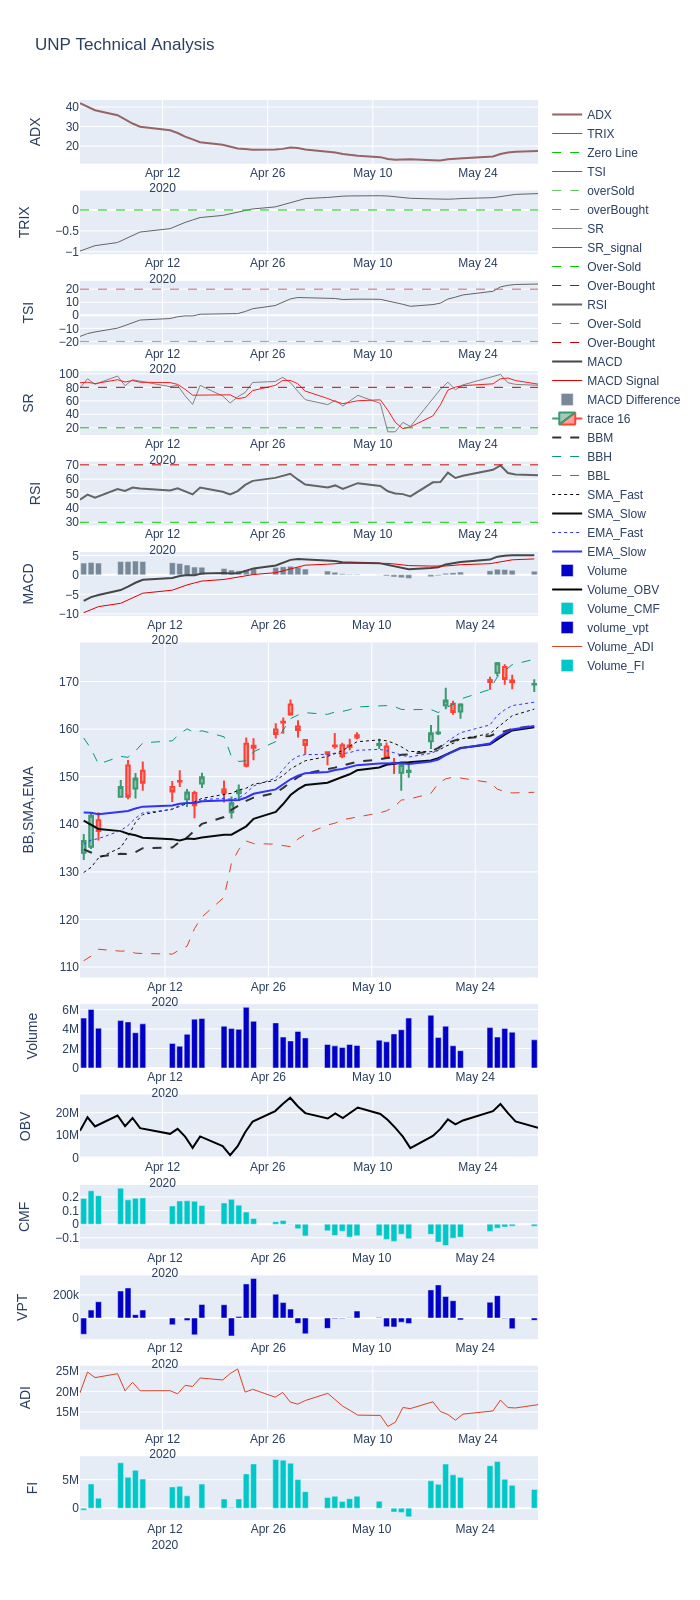 UNP Technical Analysis
ADX
40
30
20
Apr 12
2020
Apr 26
May 10
May 24
TRIX
0
−0.5
−1
Apr 12
2020
Apr 26
May 10
May 24
TSI
20
10
0
−10
−20
Apr 12
2020
Apr 26
May 10
May 24
SR
100
80
60
40
20
Apr 12
2020
Apr 26
May 10
May 24
RSI
70
60
50
40
30
Apr 12
2020
Apr 26
May 10
May 24
MACD
5
0
−5
−10
Apr 12
2020
Apr 26
May 10
May 24
BB,SMA,EMA
170
160
150
140
130
120
110
Apr 12
2020
Apr 26
May 10
May 24
Volume
6M
4M
2M
0
Apr 12
2020
Apr 26
May 10
May 24
OBV
20M
10M
0
Apr 12
2020
Apr 26
May 10
May 24
CMF
0.2
0.1
0
−0.1
Apr 12
2020
Apr 26
May 10
May 24
VPT
200k
0
Apr 12
2020
Apr 26
May 10
May 24
ADI
25M
20M
15M
Apr 12
2020
Apr 26
May 10
May 24
FI
5M
0
Apr 12
2020
Apr 26
May 10
May 24
ADX
TRIX
Zero Line
TSI
overSold
overBought
SR
SR_signal
Over-Sold
Over-Bought
RSI
Over-Sold
Over-Bought
MACD
MACD Signal
MACD Difference
trace 16
BBM
BBH
BBL
SMA_Fast
SMA_Slow
EMA_Fast
EMA_Slow
Volume
Volume_OBV
Volume_CMF
volume_vpt
Volume_ADI
Volume_FI